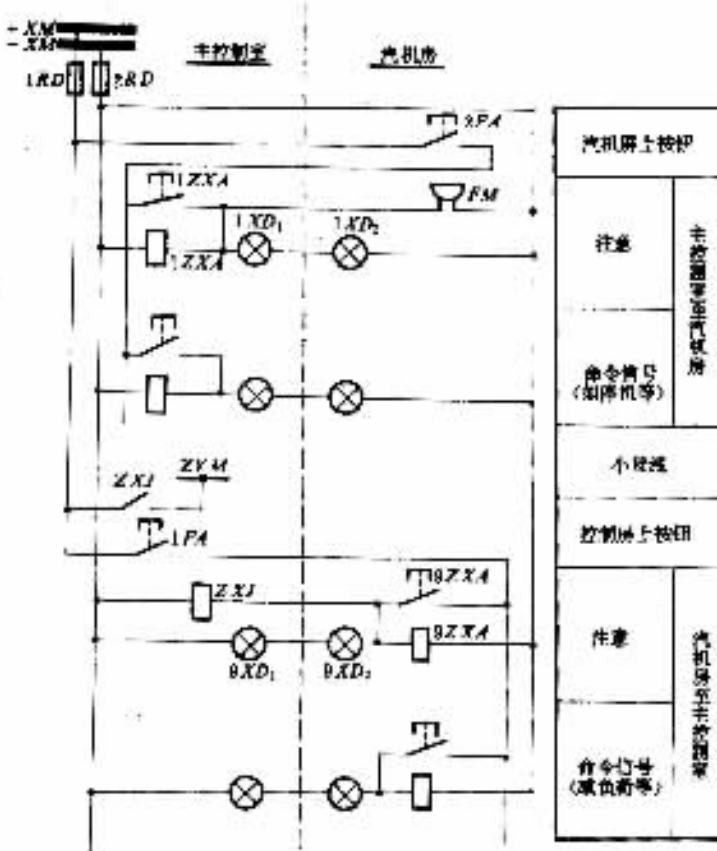 +XM
-XM
1RD
2RD
主控制室
汽机房
2FA
1ZXA
FM
1XD₁
1XD₂
1ZXA
ZXJ
ZYM
1FA
9ZXA
ZXJ
9ZXA
9XD₁
9XD₂
汽机屏上按钮
注意
命令信号
(如停机等)
主控制室至汽机房
小母线
控制屏上按钮
注意
命令信号
(减负荷等)
汽机房至主控制室